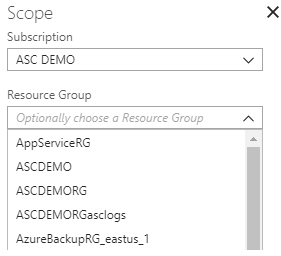 Scope
Subscription
ASC DEMO
Resource Group
Optionally choose a Resource Group
AppServiceRG
ASCDEMO
ASCDEMORG
ASCDEMORGasclogs
AzureBackupRG_eastus_1